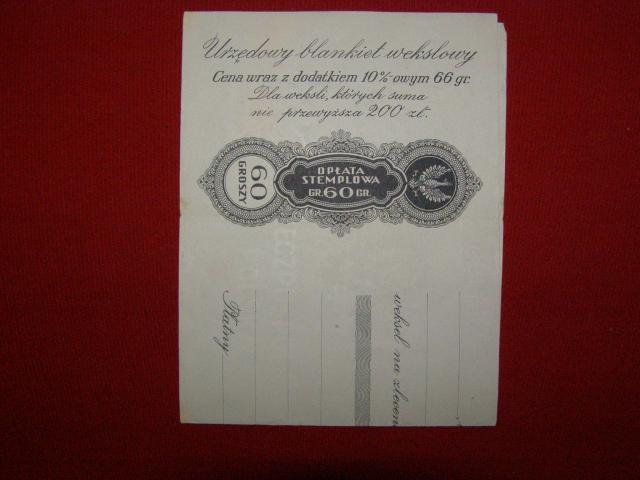 Urzędowy blankiet wekslowy
Cena wraz z dodatkiem 10%-owym 66 gr.
Dla weksli, których suma
nie przewyższa 200 zł.
60
GROSZY
OPŁATA
STEMPLOWA
GR. 60 GR.
Płatny
weksel na zlecen